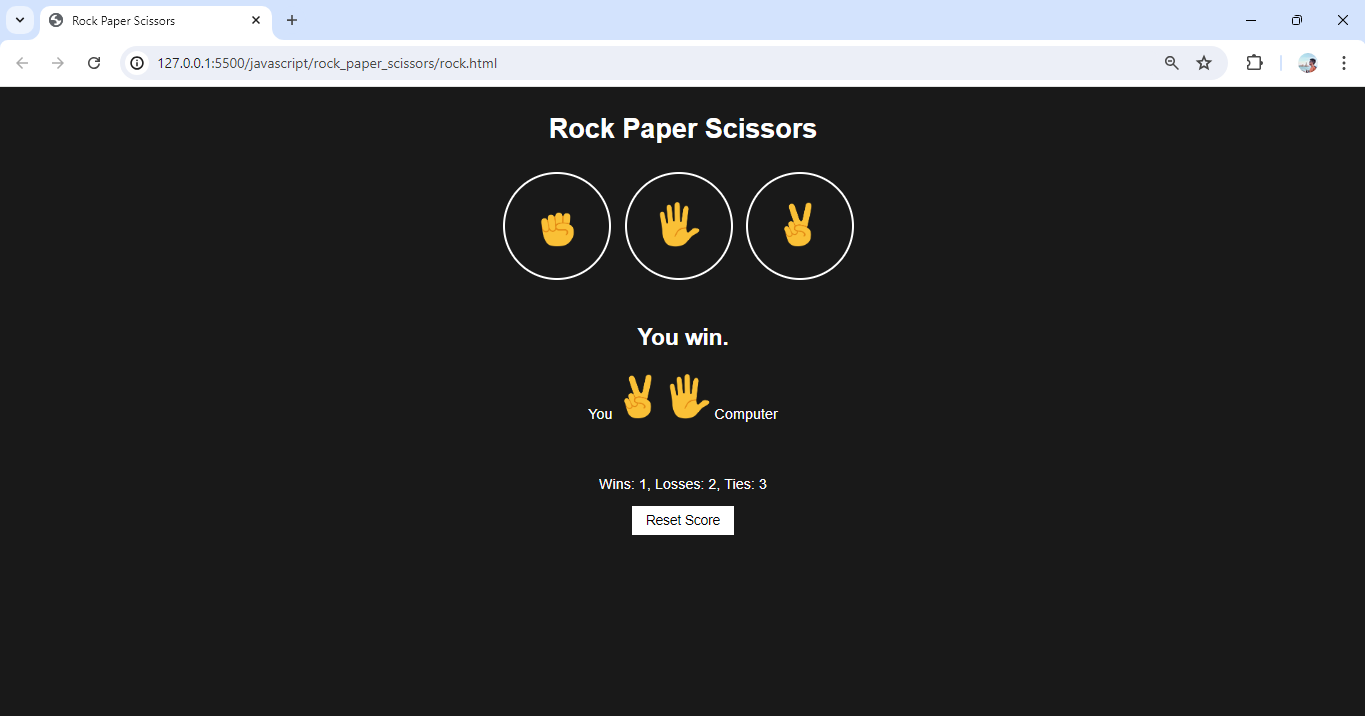 Rock Paper Scissors
127.0.0.1:5500/javascript/rock_paper_scissors/rock.html
Rock Paper Scissors
You win.
You Computer
Wins: 1, Losses: 2, Ties: 3
Reset Score